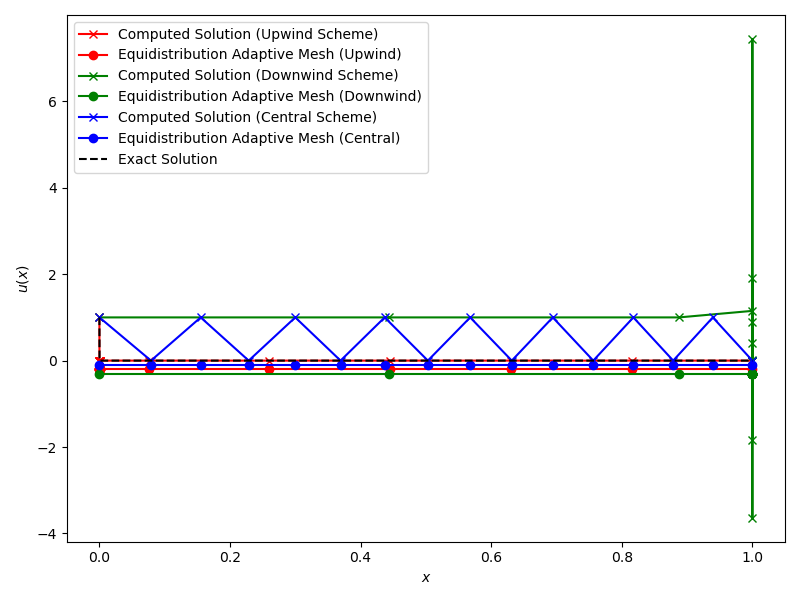 Computed Solution (Upwind Scheme)
Equidistribution Adaptive Mesh (Upwind)
Computed Solution (Downwind Scheme)
Equidistribution Adaptive Mesh (Downwind)
Computed Solution (Central Scheme)
Equidistribution Adaptive Mesh (Central)
Exact Solution
6
4
2
0
−2
−4
u(x)
0.0
0.2
0.4
0.6
0.8
1.0
x